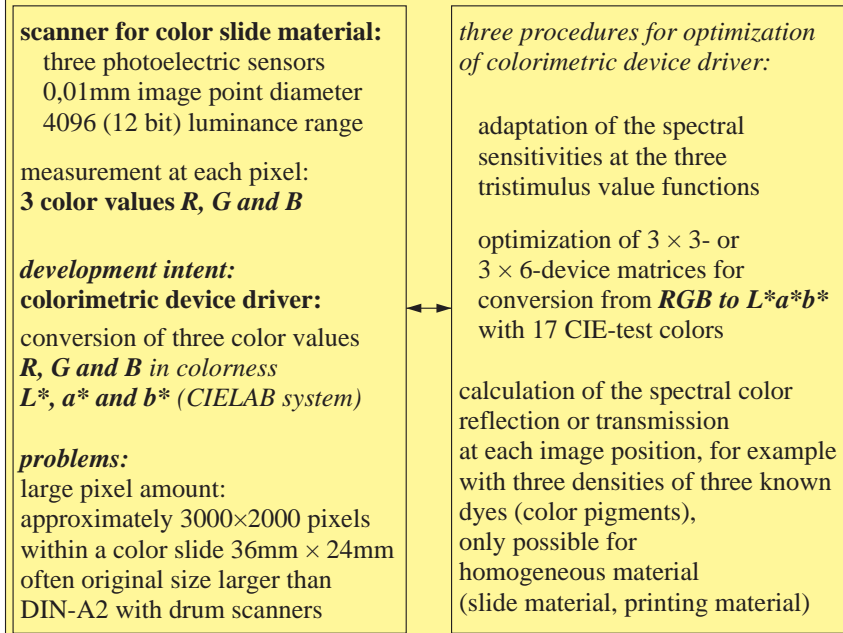 scanner for color slide material:
three photoelectric sensors
0,01mm image point diameter
4096 (12 bit) luminance range
measurement at each pixel:
3 color values R, G and B
development intent:
colorimetric device driver:
conversion of three color values
R, G and B in colorness
L*, a* and b* (CIELAB system)
problems:
large pixel amount:
approximately 3000×2000 pixels
within a color slide 36mm × 24mm
often original size larger than
DIN-A2 with drum scanners
three procedures for optimization
of colorimetric device driver:
adaptation of the spectral
sensitivities at the three
tristimulus value functions
optimization of 3 × 3- or
3 × 6-device matrices for
conversion from RGB to L*a*b*
with 17 CIE-test colors
calculation of the spectral color
reflection or transmission
at each image position, for example
with three densities of three known
dyes (color pigments),
only possible for
homogeneous material
(slide material, printing material)